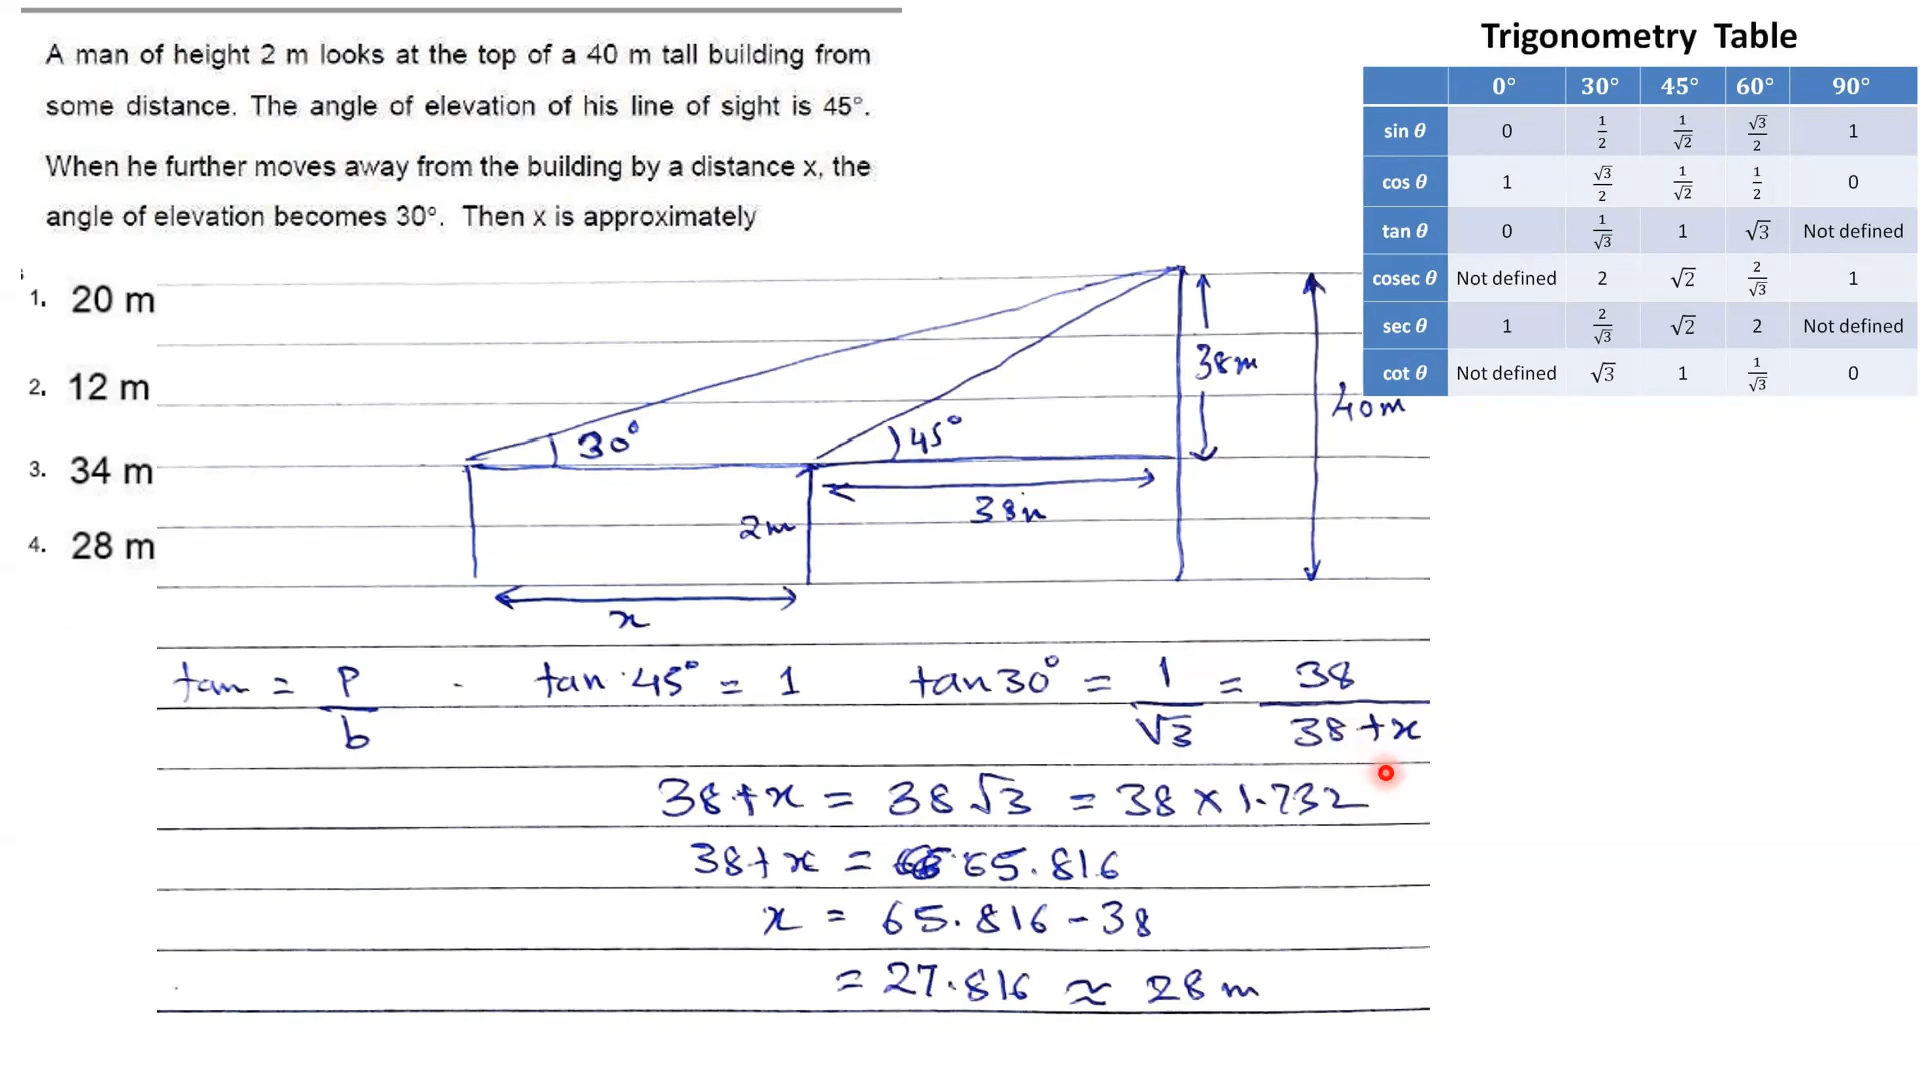 A man of height 2 m looks at the top of a 40 m tall building from
some distance. The angle of elevation of his line of sight is 45°.
When he further moves away from the building by a distance x, the
angle of elevation becomes 30°. Then x is approximately
1. 20 m
2. 12 m
3. 34 m
4. 28 m
Trigonometry Table
0° 30° 45° 60° 90°
sin θ 0 1/2 1/√2 √3/2 1
cos θ 1 √3/2 1/√2 1/2 0
tan θ 0 1/√3 1 √3 Not defined
cosec θ Not defined 2 √2 2/√3 1
sec θ 1 2/√3 √2 2 Not defined
cot θ Not defined √3 1 1/√3 0
38m
40m
30°
45°
38m
2m
x
tan = P/b tan 45° = 1 tan 30° = 1/√3 = 38/38+x
38+x = 38√3 = 38 × 1.732
38+x = 65.816
x = 65.816 - 38
= 27.816 ≈ 28 m